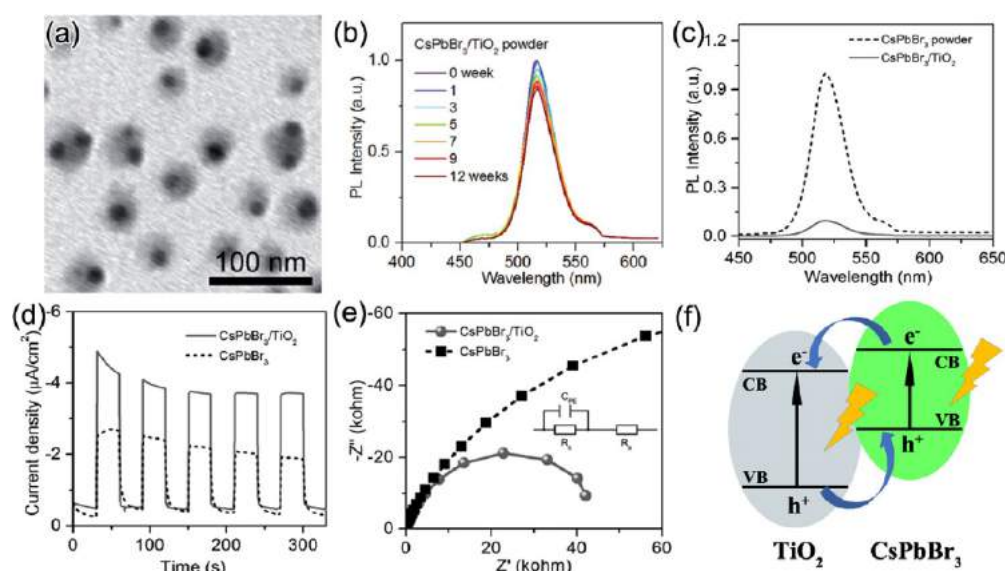 (a)
100 nm
(b)
CsPbBr₃/TiO₂ powder
0 week
1
3
5
7
9
12 weeks
PL Intensity (a.u.)
1.0
0.5
0.0
400 450 500 550 600
Wavelength (nm)
(c)
CsPbBr₃ powder
CsPbBr₃/TiO₂
PL Intensity (a.u.)
1.2
0.9
0.6
0.3
0.0
450 500 550 600 650
Wavelength (nm)
(d)
CsPbBr₃/TiO₂
CsPbBr₃
Current density (μA/cm²)
-6
-4
-2
0
0 100 200 300
Time (s)
(e)
CsPbBr₃/TiO₂
CsPbBr₃
-Z'' (kohm)
-60
-40
-20
0
0 20 40 60
Z' (kohm)
C_PE
(f)
e⁻
CB
VB
h⁺
e⁻
CB
VB
h⁺
TiO₂ CsPbBr₃